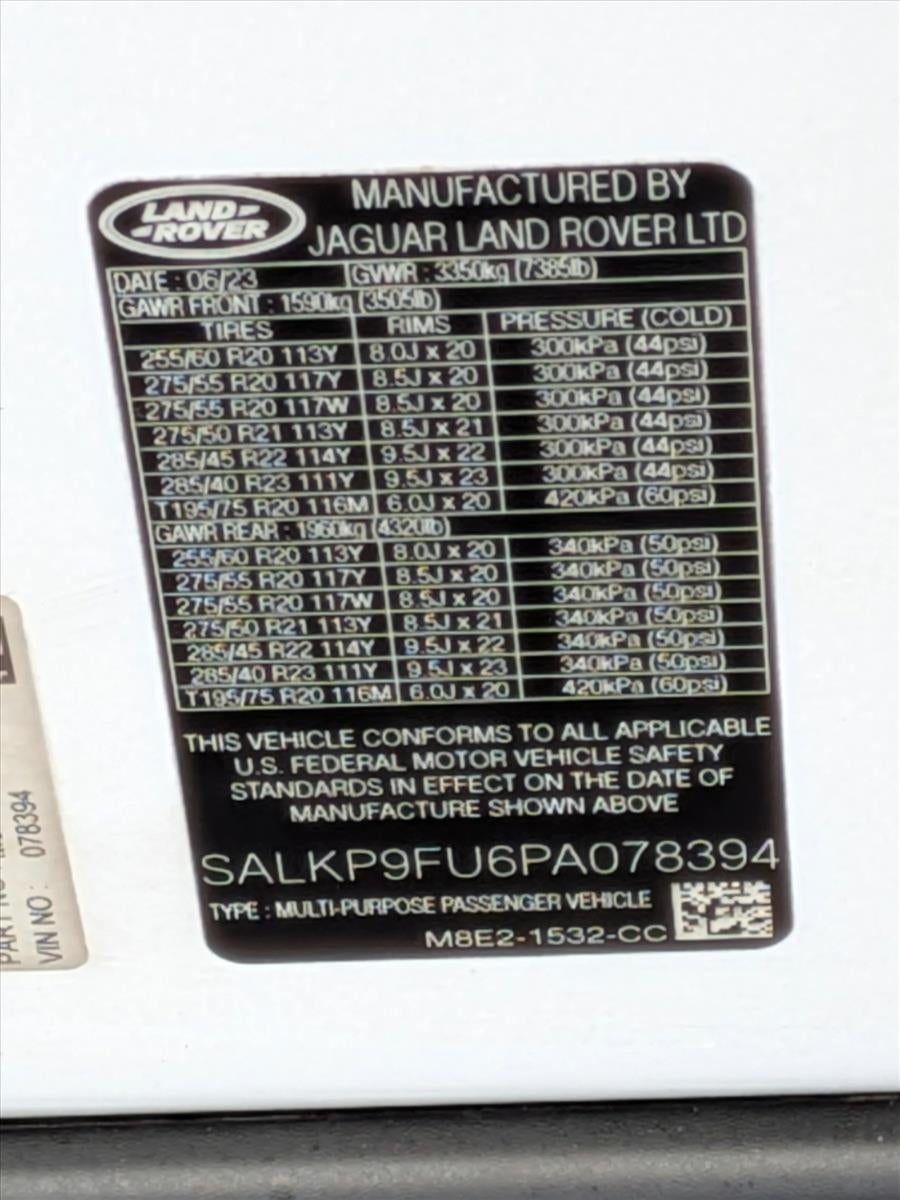 LAND
ROVER
MANUFACTURED BY
JAGUAR LAND ROVER LTD
DATE : 06/23 GVWR : 3350kg (7385lb)
GAWR FRONT : 1590kg (3505lb)
TIRES RIMS PRESSURE (COLD)
255/60 R20 113Y 8.0J x 20 300kPa (44psi)
275/55 R20 117Y 8.5J x 20 300kPa (44psi)
275/55 R20 117W 8.5J x 20 300kPa (44psi)
275/50 R21 113Y 8.5J x 21 300kPa (44psi)
285/45 R22 114Y 9.5J x 22 300kPa (44psi)
285/40 R23 111Y 9.5J x 23 300kPa (44psi)
T195/75 R20 116M 6.0J x 20 420kPa (60psi)
GAWR REAR : 1960kg (4320lb)
255/60 R20 113Y 8.0J x 20 340kPa (50psi)
275/55 R20 117Y 8.5J x 20 340kPa (50psi)
275/55 R20 117W 8.5J x 20 340kPa (50psi)
275/50 R21 113Y 8.5J x 21 340kPa (50psi)
285/45 R22 114Y 9.5J x 22 340kPa (50psi)
285/40 R23 111Y 9.5J x 23 340kPa (50psi)
T195/75 R20 116M 6.0J x 20 420kPa (60psi)
THIS VEHICLE CONFORMS TO ALL APPLICABLE
U.S. FEDERAL MOTOR VEHICLE SAFETY
STANDARDS IN EFFECT ON THE DATE OF
MANUFACTURE SHOWN ABOVE
SALKP9FU6PA078394
TYPE : MULTI-PURPOSE PASSENGER VEHICLE
M8E2-1532-CC
VIN NO : 078394